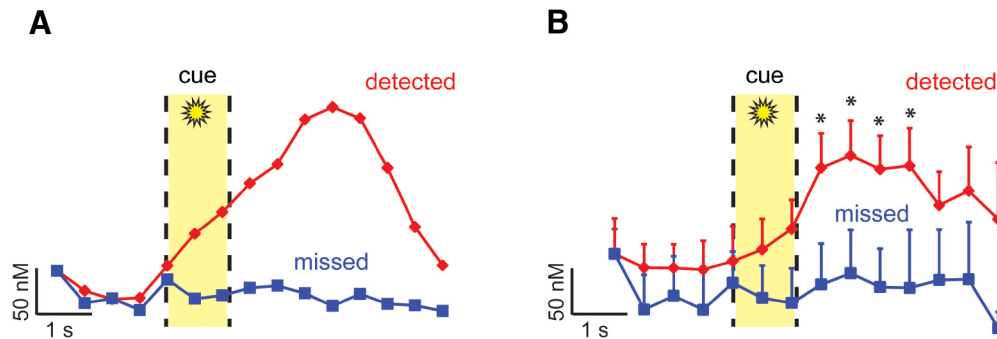 A
cue
detected
missed
50 nM
1 s
B
cue
detected
* * * *
missed
50 nM
1 s